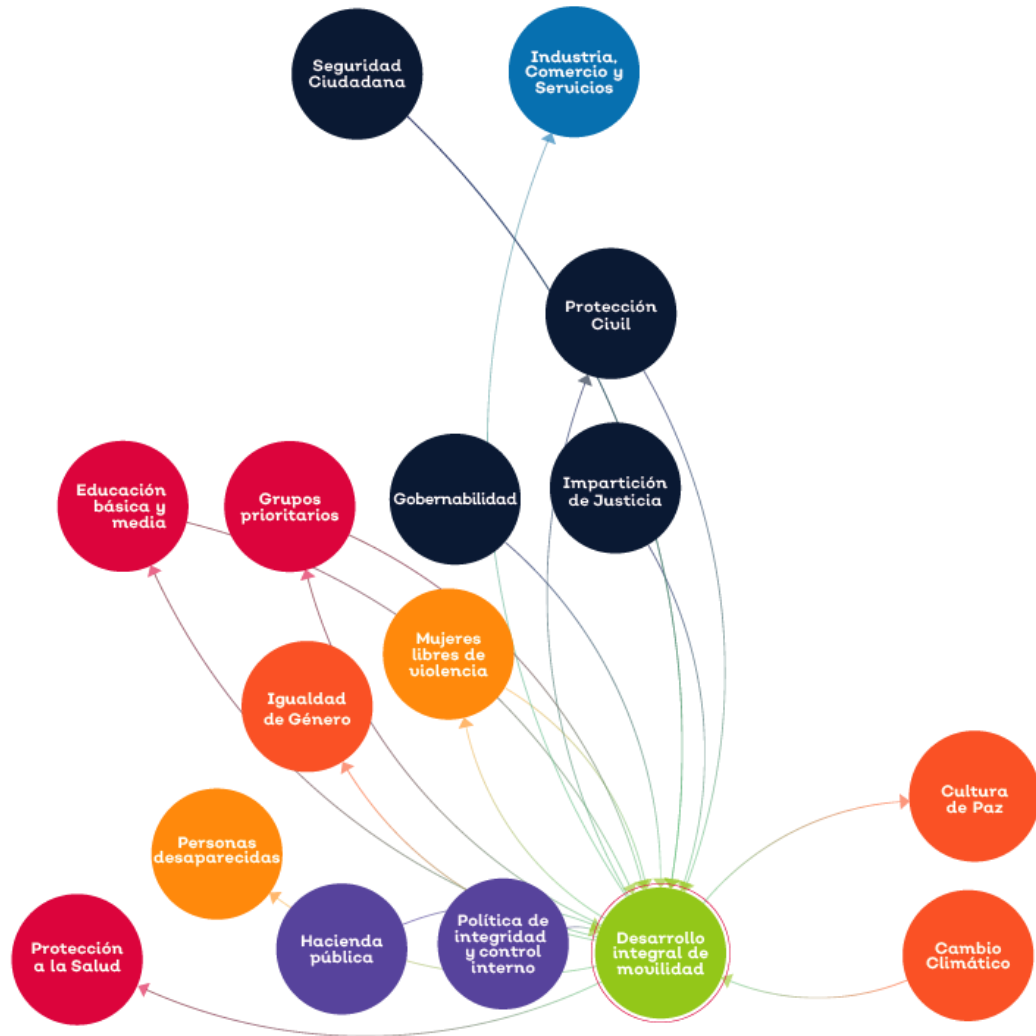 Seguridad
Ciudadana
Industria,
Comercio y
Servicios
Protección
Civil
Educación
básica y
media
Grupos
prioritarios
Gobernabilidad
Impartición
de Justicia
Mujeres
libres de
violencia
Igualdad
de Género
Cultura
de Paz
Personas
desaparecidas
Protección
a la Salud
Hacienda
pública
Política de
integridad
y control
interno
Desarrollo
integral de
movilidad
Cambio
Climático